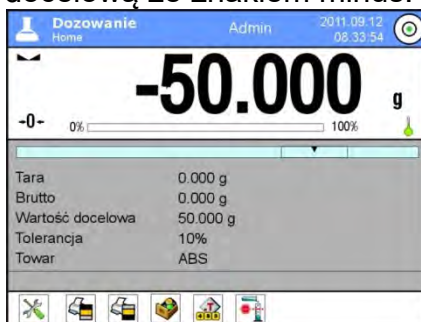 docelową ze znakiem minus.
Dozowanie Admin 2011.09.12
Home 08:33:54
-50.000 g
+0+ 0% 100%
Tara 0.000 g
Brutto 0.000 g
Wartość docelowa 50.000 g
Tolerancja 10%
Towar ABS